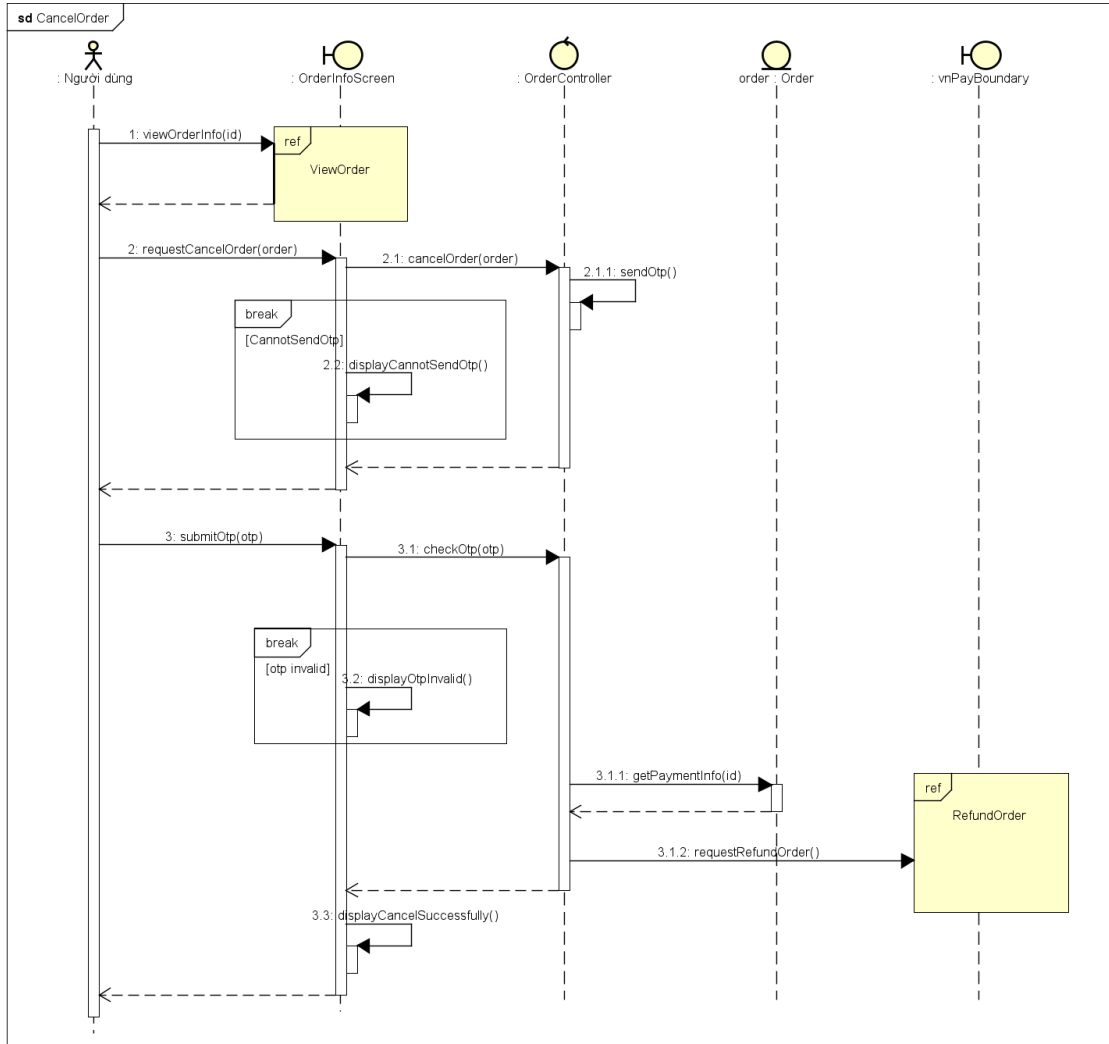 sd CancelOrder
: Người dùng
: OrderInfoScreen
: OrderController
order : Order
: vnPayBoundary
1: viewOrderInfo(id)
ref
ViewOrder
2: requestCancelOrder(order)
2.1: cancelOrder(order)
2.1.1: sendOtp()
break
[CannotSendOtp]
2.2: displayCannotSendOtp()
3: submitOtp(otp)
3.1: checkOtp(otp)
break
[otp invalid]
3.2: displayOtpInvalid()
3.1.1: getPaymentInfo(id)
ref
RefundOrder
3.1.2: requestRefundOrder()
3.3: displayCancelSuccessfully()